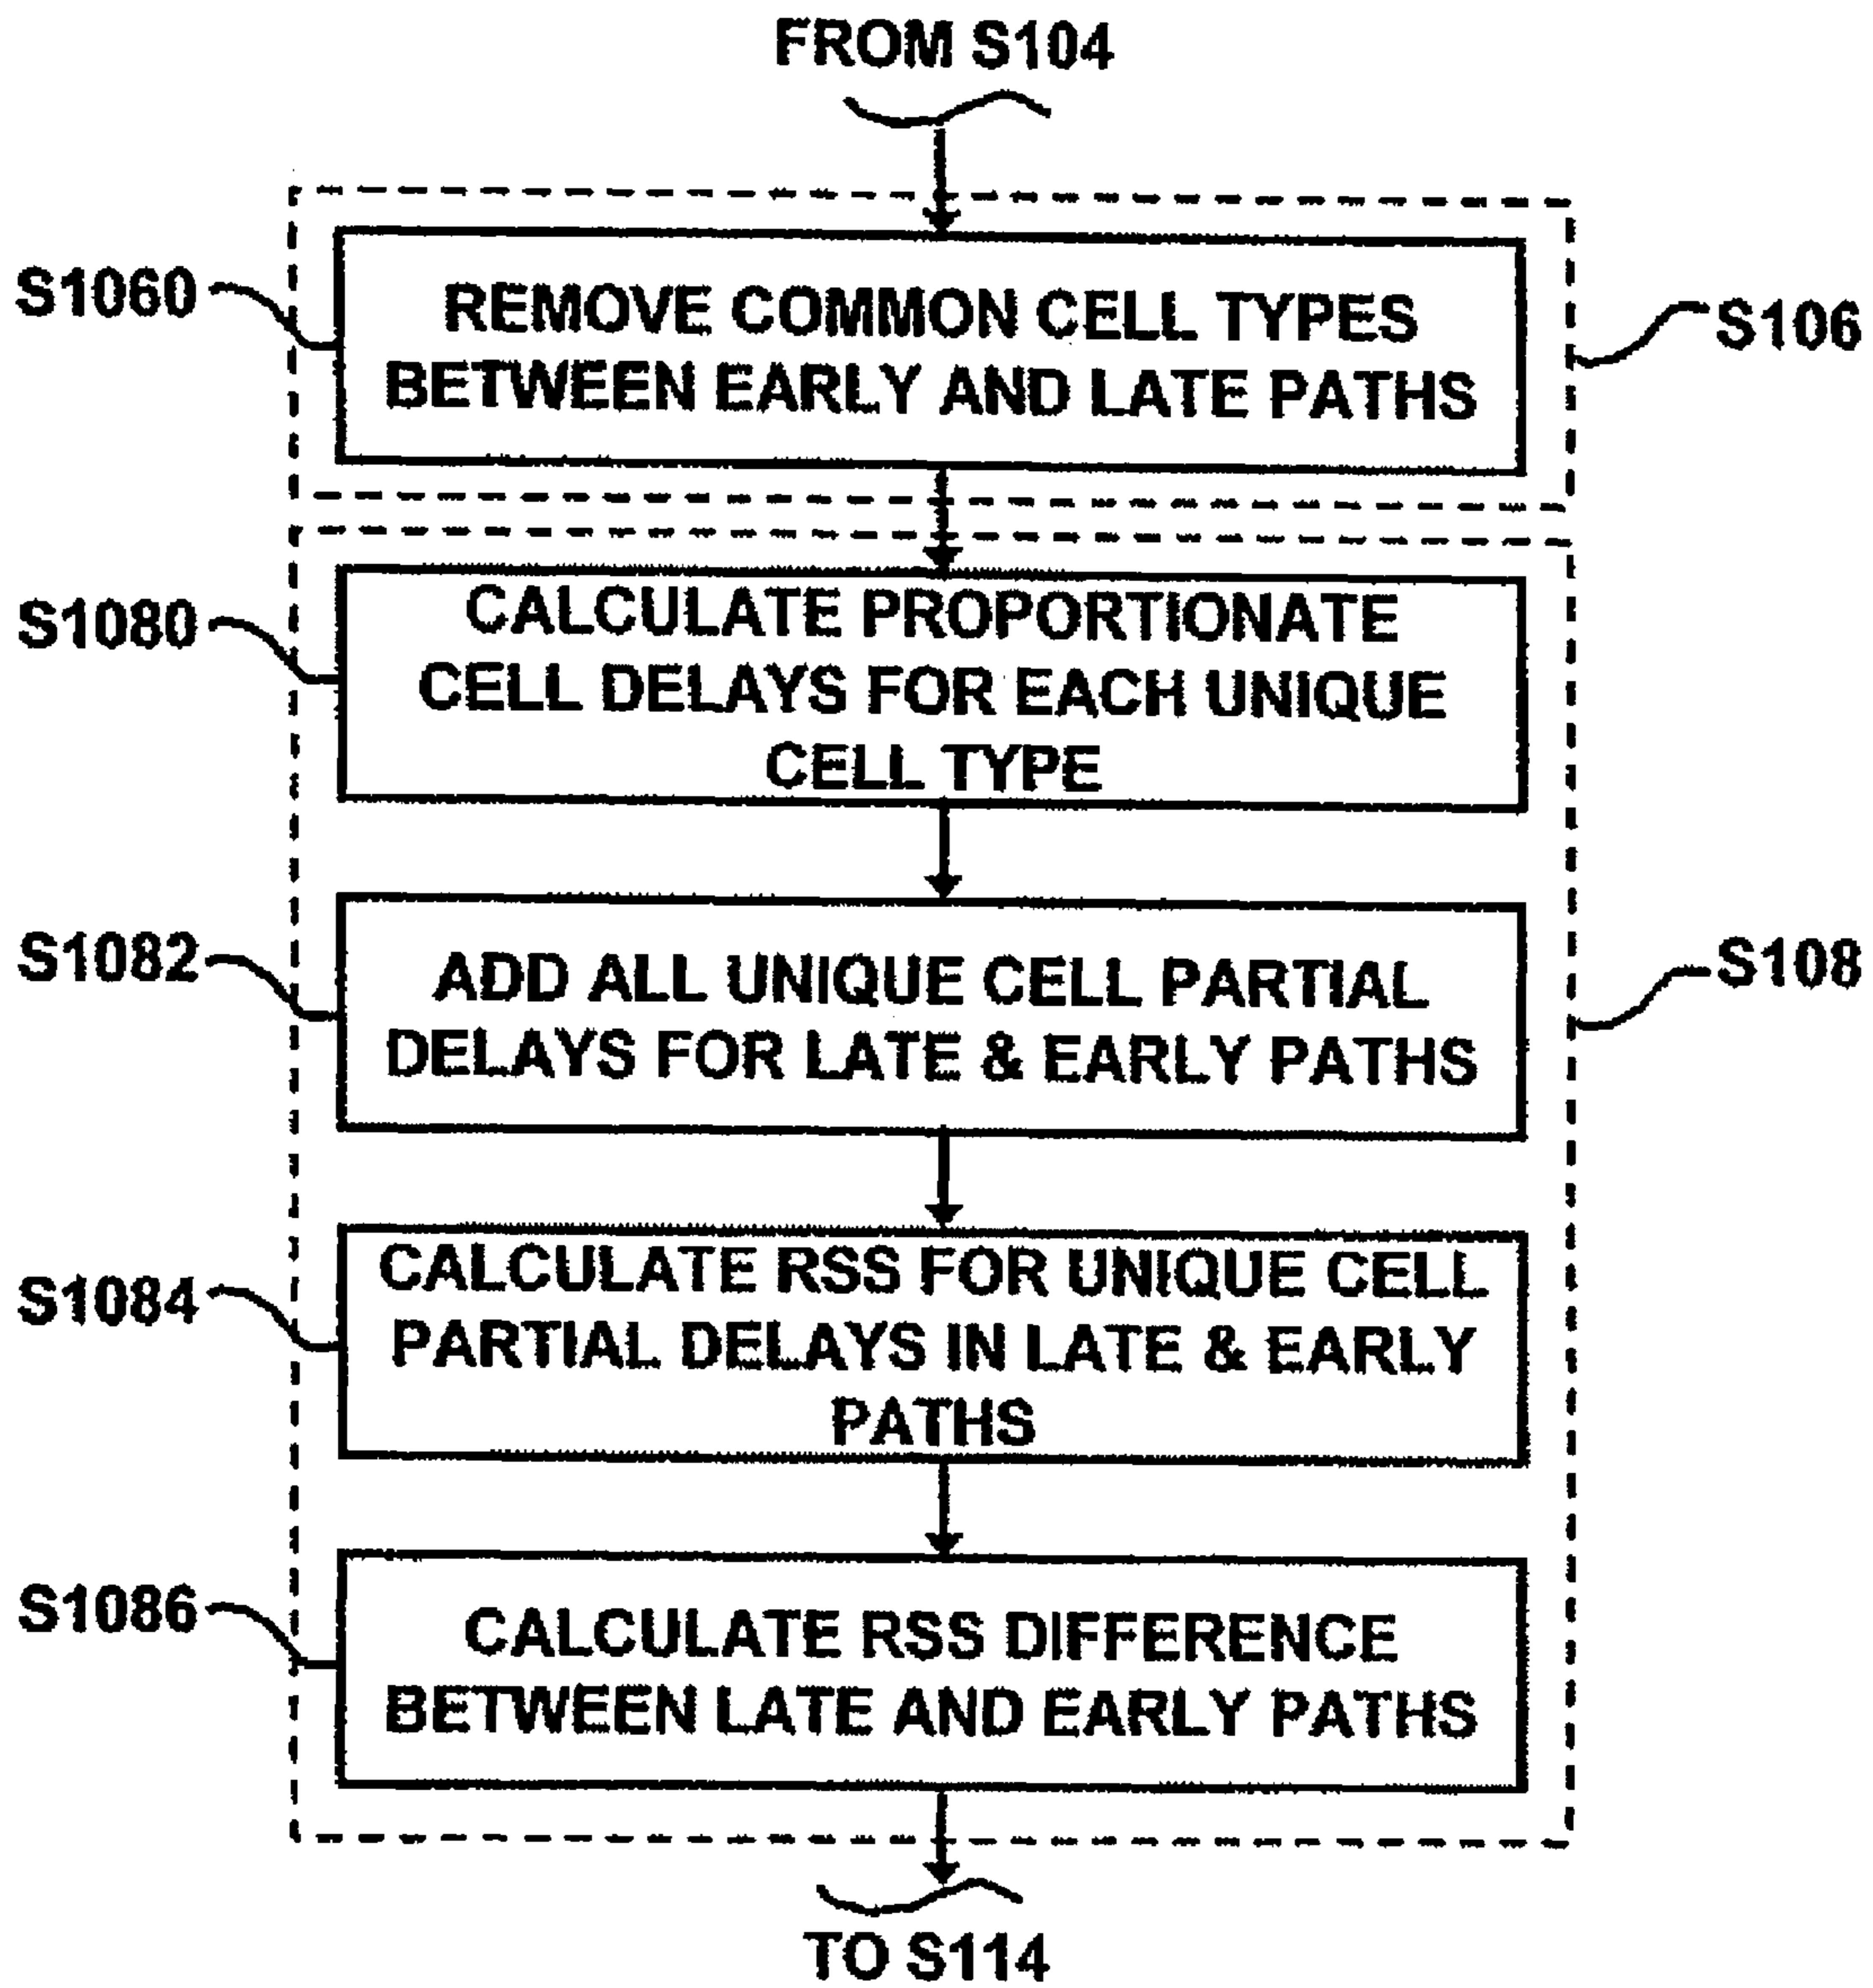 FROM S104
S1060
REMOVE COMMON CELL TYPES
BETWEEN EARLY AND LATE PATHS
S106
S1080
CALCULATE PROPORTIONATE
CELL DELAYS FOR EACH UNIQUE
CELL TYPE
S1082
ADD ALL UNIQUE CELL PARTIAL
DELAYS FOR LATE & EARLY PATHS
S108
S1084
CALCULATE RSS FOR UNIQUE CELL
PARTIAL DELAYS IN LATE & EARLY
PATHS
S1086
CALCULATE RSS DIFFERENCE
BETWEEN LATE AND EARLY PATHS
TO S114